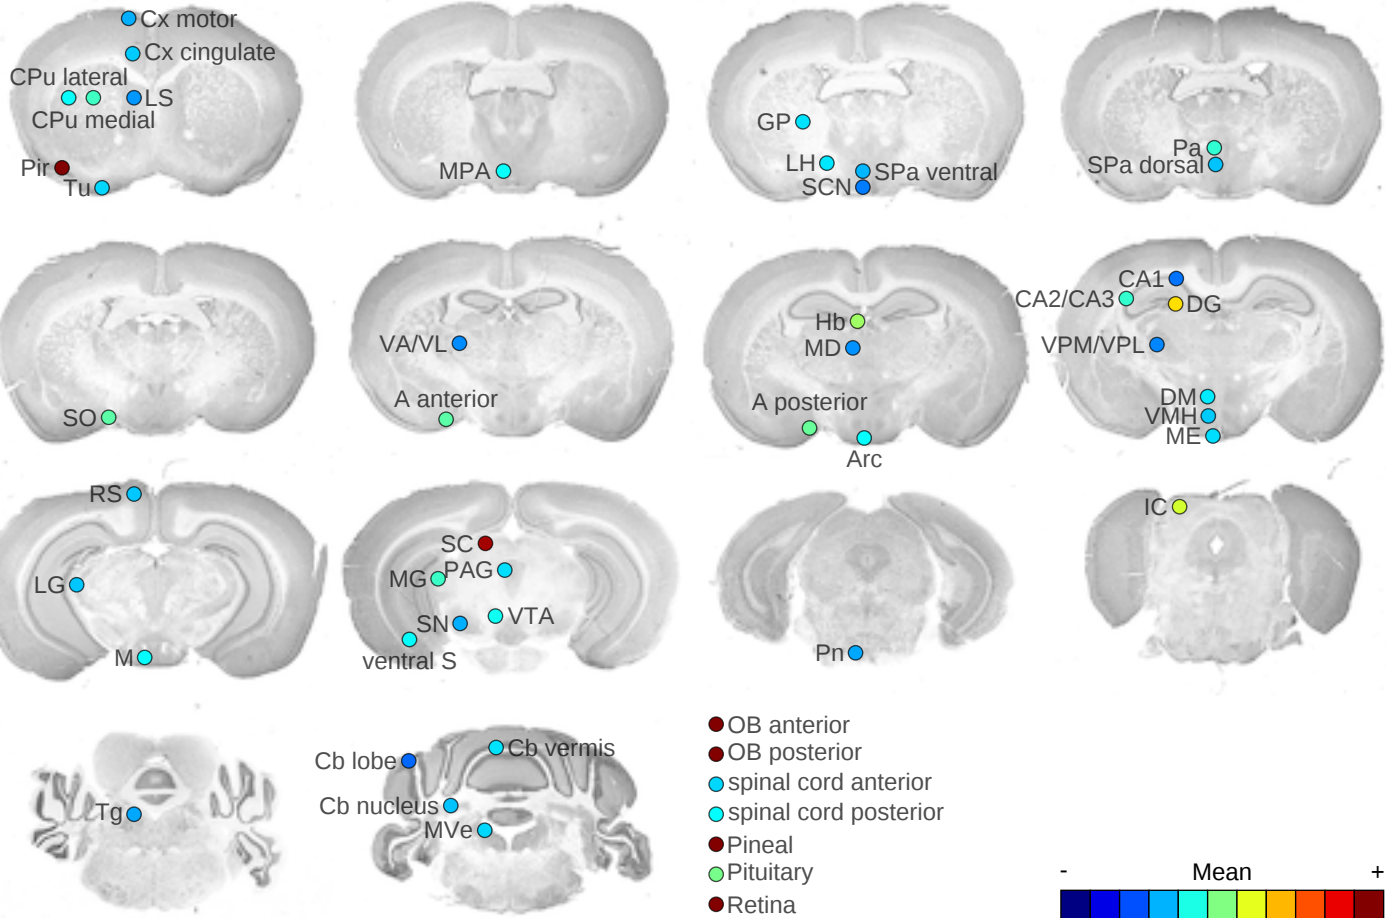 Cx motor
Cx cingulate
CPu lateral
LS
CPu medial
Pir
Tu
MPA
GP
LH
SPa ventral
SCN
Pa
SPa dorsal
SO
VA/VL
A anterior
Hb
MD
A posterior
Arc
CA1
CA2/CA3
DG
VPM/VPL
DM
VMH
ME
RS
LG
M
SC
MG
PAG
SN
VTA
ventral S
Pn
IC
Tg
Cb lobe
Cb vermis
Cb nucleus
MVe
OB anterior
OB posterior
spinal cord anterior
spinal cord posterior
Pineal
Pituitary
Retina
- Mean +